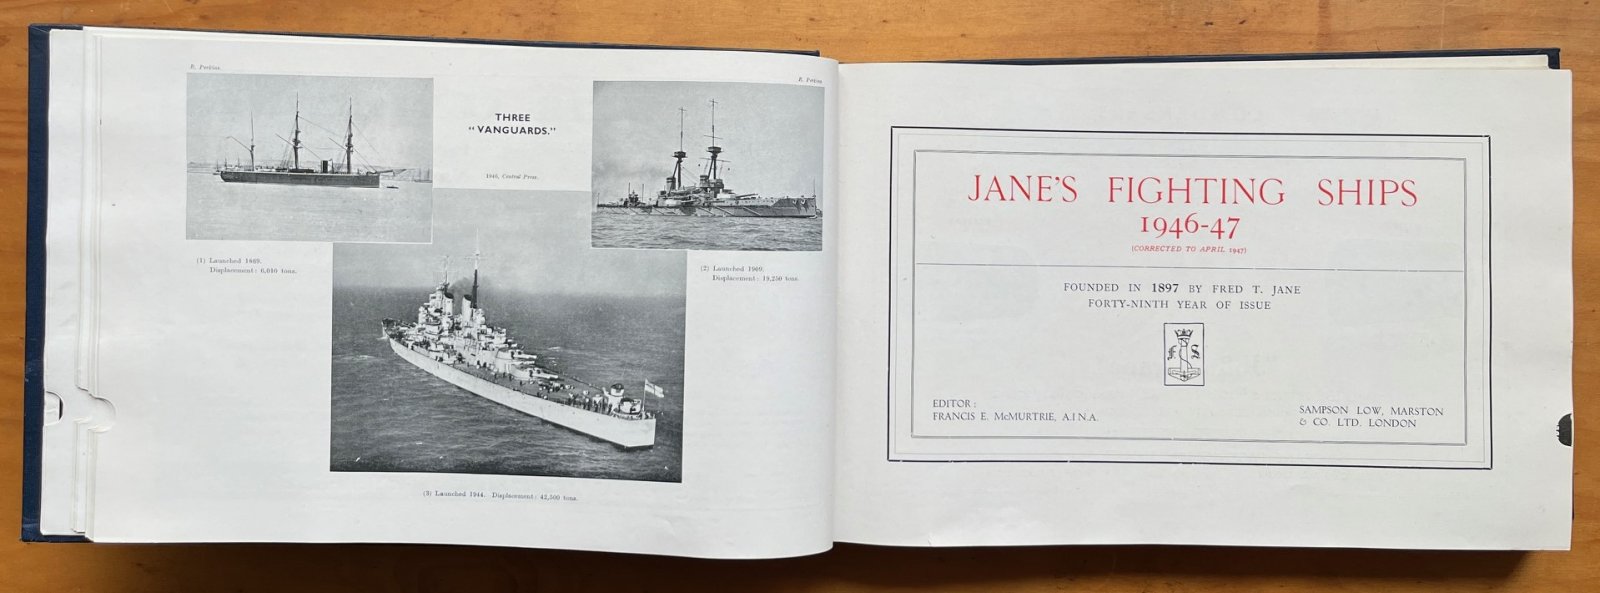 R. Perkins.
R. Perkins
THREE
"VANGUARDS."
1946, Central Press.
(1) Launched 1869.
Displacement: 6,010 tons.
(2) Launched 1909.
Displacement: 19,250 tons.
(3) Launched 1944. Displacement: 42,500 tons.
JANE'S FIGHTING SHIPS
1946-47
(CORRECTED TO APRIL 1947)
FOUNDED IN 1897 BY FRED T. JANE
FORTY-NINTH YEAR OF ISSUE
EDITOR:
FRANCIS E. McMURTRIE, A.I.N.A.
SAMPSON LOW, MARSTON
& CO. LTD. LONDON